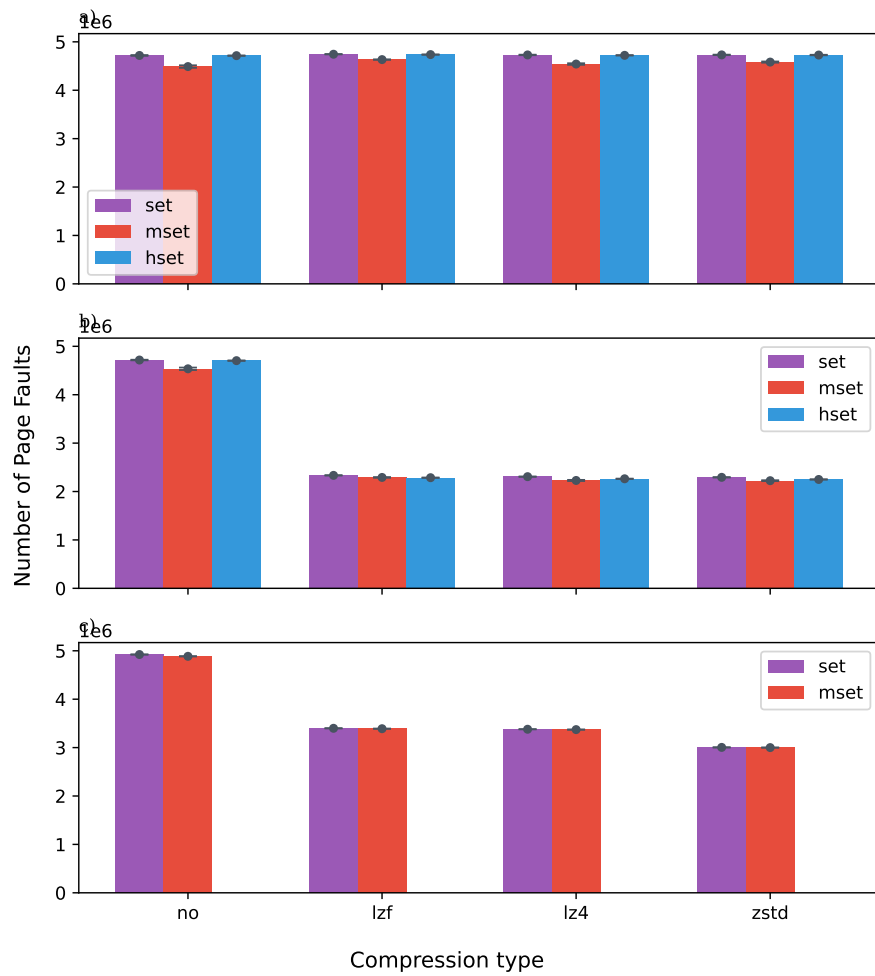 a)
1e6
5
4
3
2
1
0
set
mset
hset
b)
1e6
5
4
3
2
1
0
set
mset
hset
Number of Page Faults
c)
1e6
5
4
3
2
1
0
set
mset
no lzf lz4 zstd
Compression type